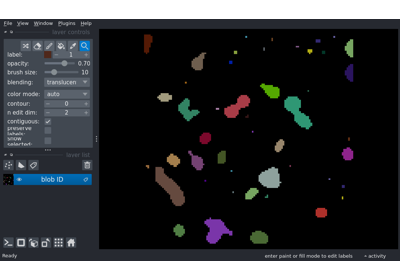 File View Window Plugins Help
layer controls
label: 1
opacity: 0.70
brush size: 10
blending: translucen
color mode: auto
contour: 0
n edit dim: 2
contiguous:
preserve
labels:
show
selected:
layer list
blob ID
Ready
enter paint or fill mode to edit labels
activity